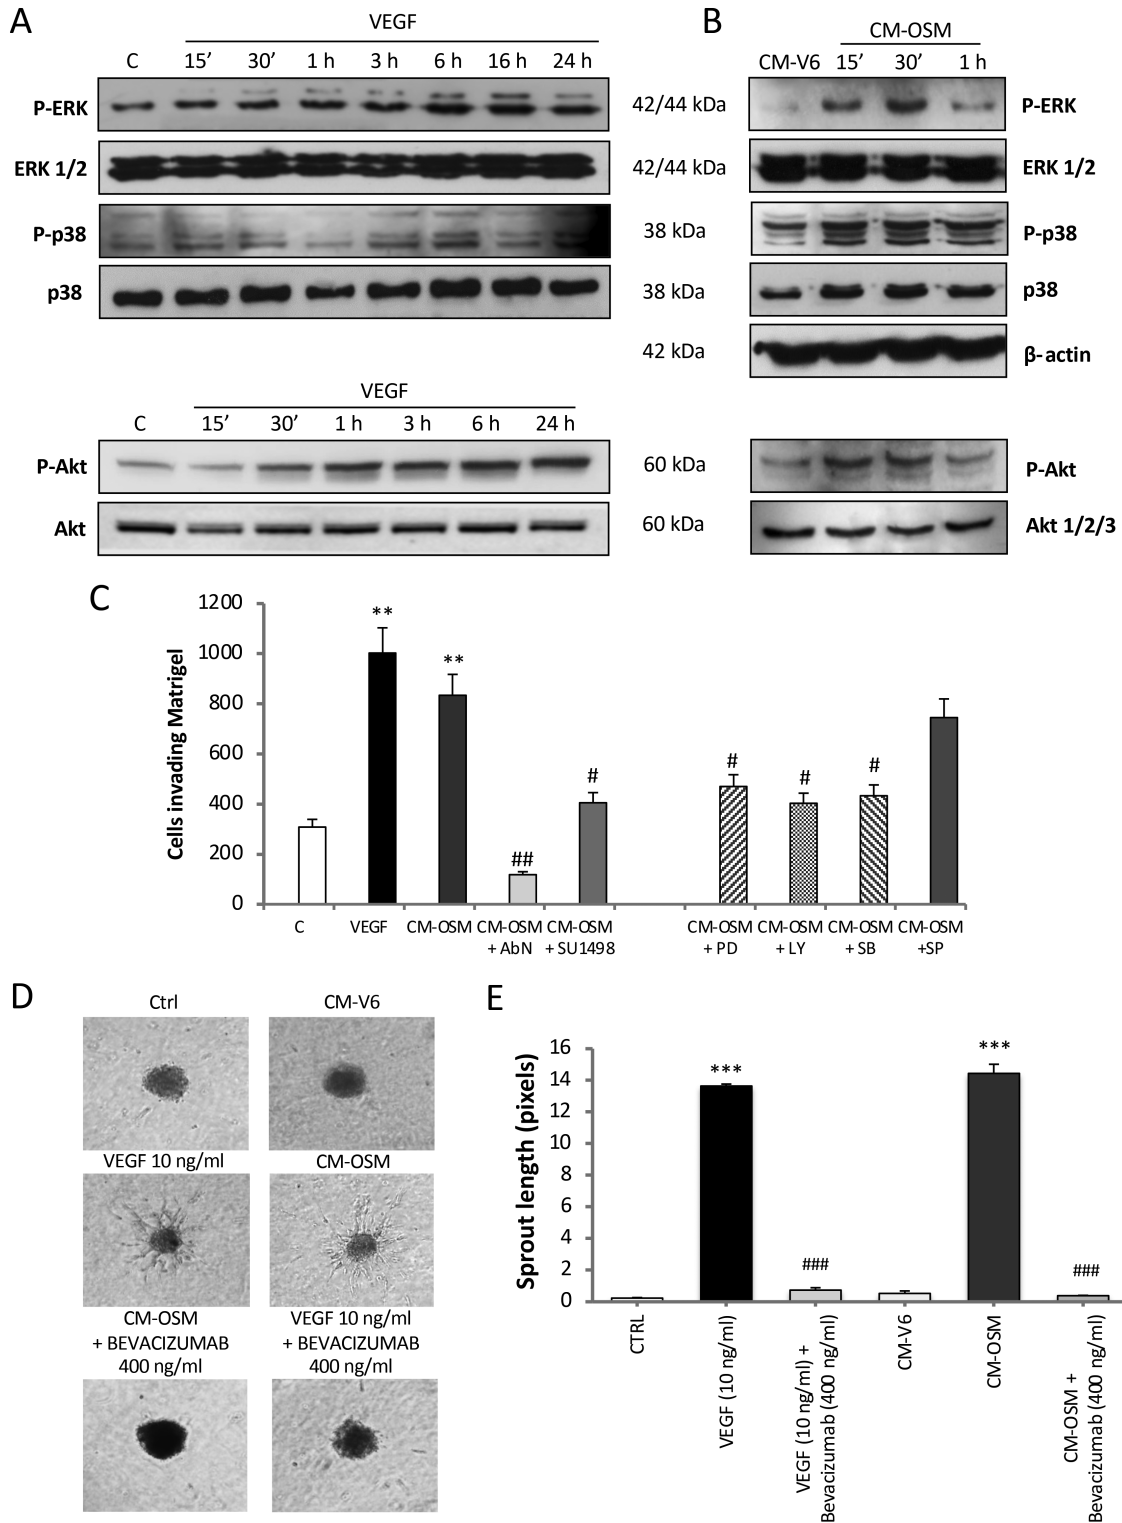 A
VEGF
C 15’ 30’ 1 h 3 h 6 h 16 h 24 h
P-ERK
ERK 1/2
P-p38
p38
42/44 kDa
42/44 kDa
38 kDa
38 kDa
42 kDa
B
CM-OSM
CM-V6 15’ 30’ 1 h
P-ERK
ERK 1/2
P-p38
p38
β-actin
VEGF
C 15’ 30’ 1 h 3 h 6 h 24 h
P-Akt
Akt
60 kDa
60 kDa
P-Akt
Akt 1/2/3
C
Cells invading Matrigel
1200
1000
800
600
400
200
0
**
**
##
#
#
#
#
C
VEGF
CM-OSM
CM-OSM
+ AbN
CM-OSM
+ SU1498
CM-OSM
+ PD
CM-OSM
+ LY
CM-OSM
+ SB
CM-OSM
+SP
D
Ctrl
CM-V6
VEGF 10 ng/ml
CM-OSM
CM-OSM
+ BEVACIZUMAB
400 ng/ml
VEGF 10 ng/ml
+ BEVACIZUMAB
400 ng/ml
E
Sprout length (pixels)
16
14
12
10
8
6
4
2
0
***
###
***
###
CTRL
VEGF (10 ng/ml)
VEGF (10 ng/ml) +
Bevacizumab (400 ng/ml)
CM-V6
CM-OSM
CM-OSM +
Bevacizumab (400 ng/ml)